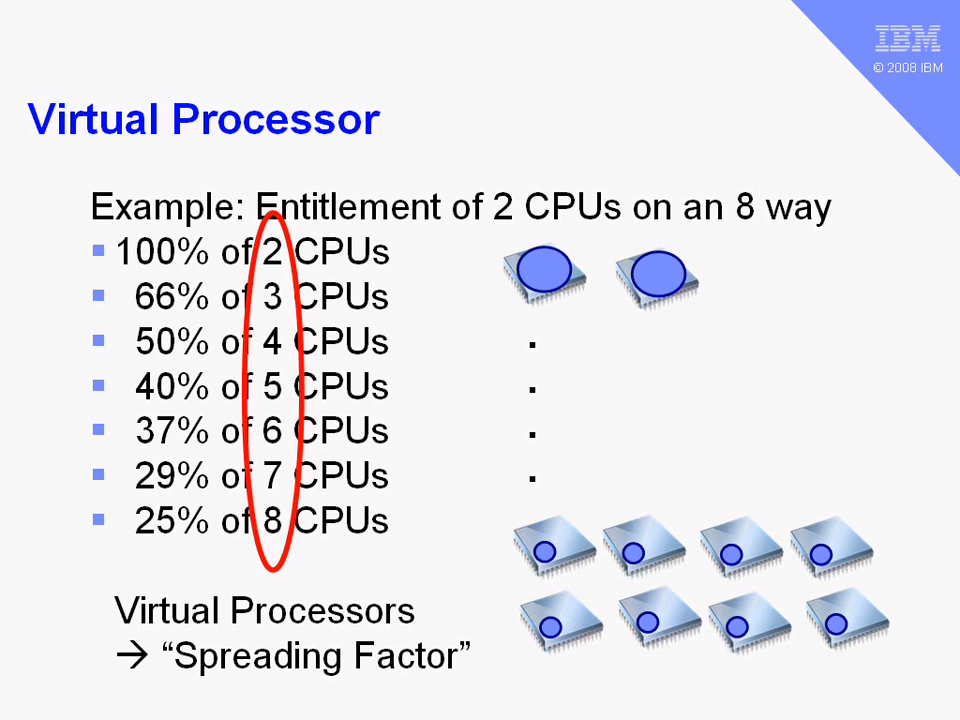 IBM
© 2008 IBM
Virtual Processor
Example: Entitlement of 2 CPUs on an 8 way
100% of 2 CPUs
66% of 3 CPUs
50% of 4 CPUs
40% of 5 CPUs
37% of 6 CPUs
29% of 7 CPUs
25% of 8 CPUs
Virtual Processors
→ “Spreading Factor”